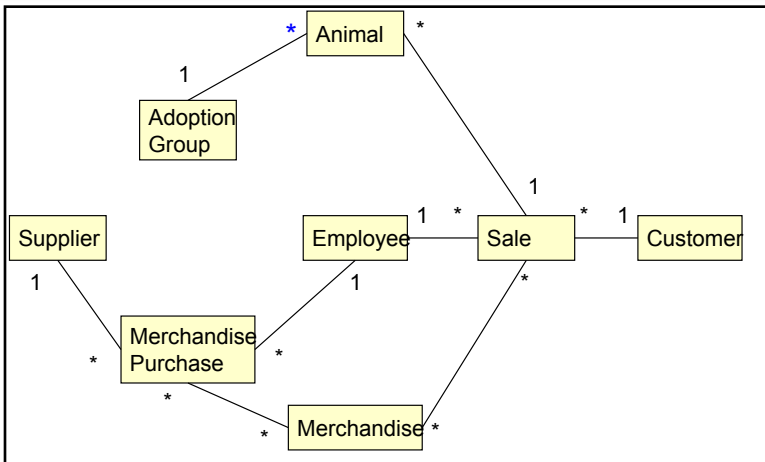 * Animal *
1
Adoption
Group
1
Supplier
Employee
1 * Sale * 1
Customer
1
1
*
Merchandise
Purchase
*
*
*
*
Merchandise
*